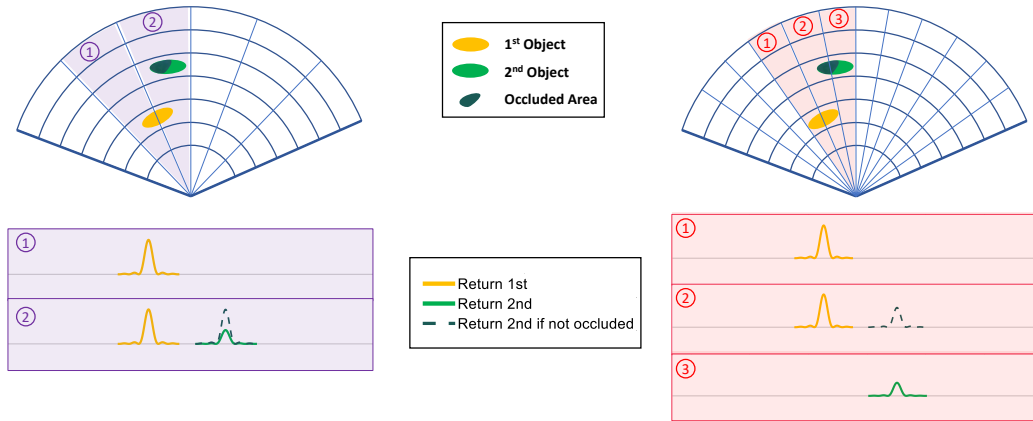 ①
②
1st Object
2nd Object
Occluded Area
①
②
③
①
②
Return 1st
Return 2nd
Return 2nd if not occluded
①
②
③